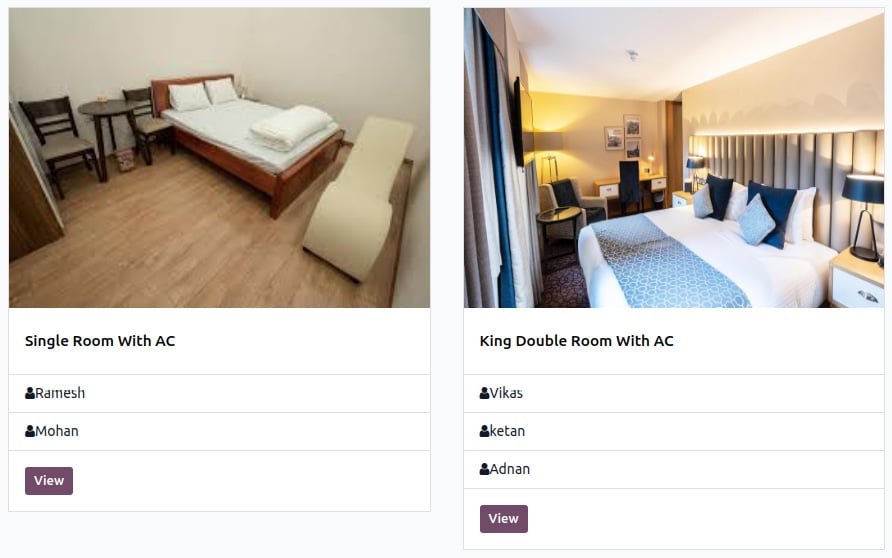 Single Room With AC
Ramesh
Mohan
View
King Double Room With AC
Vikas
ketan
Adnan
View